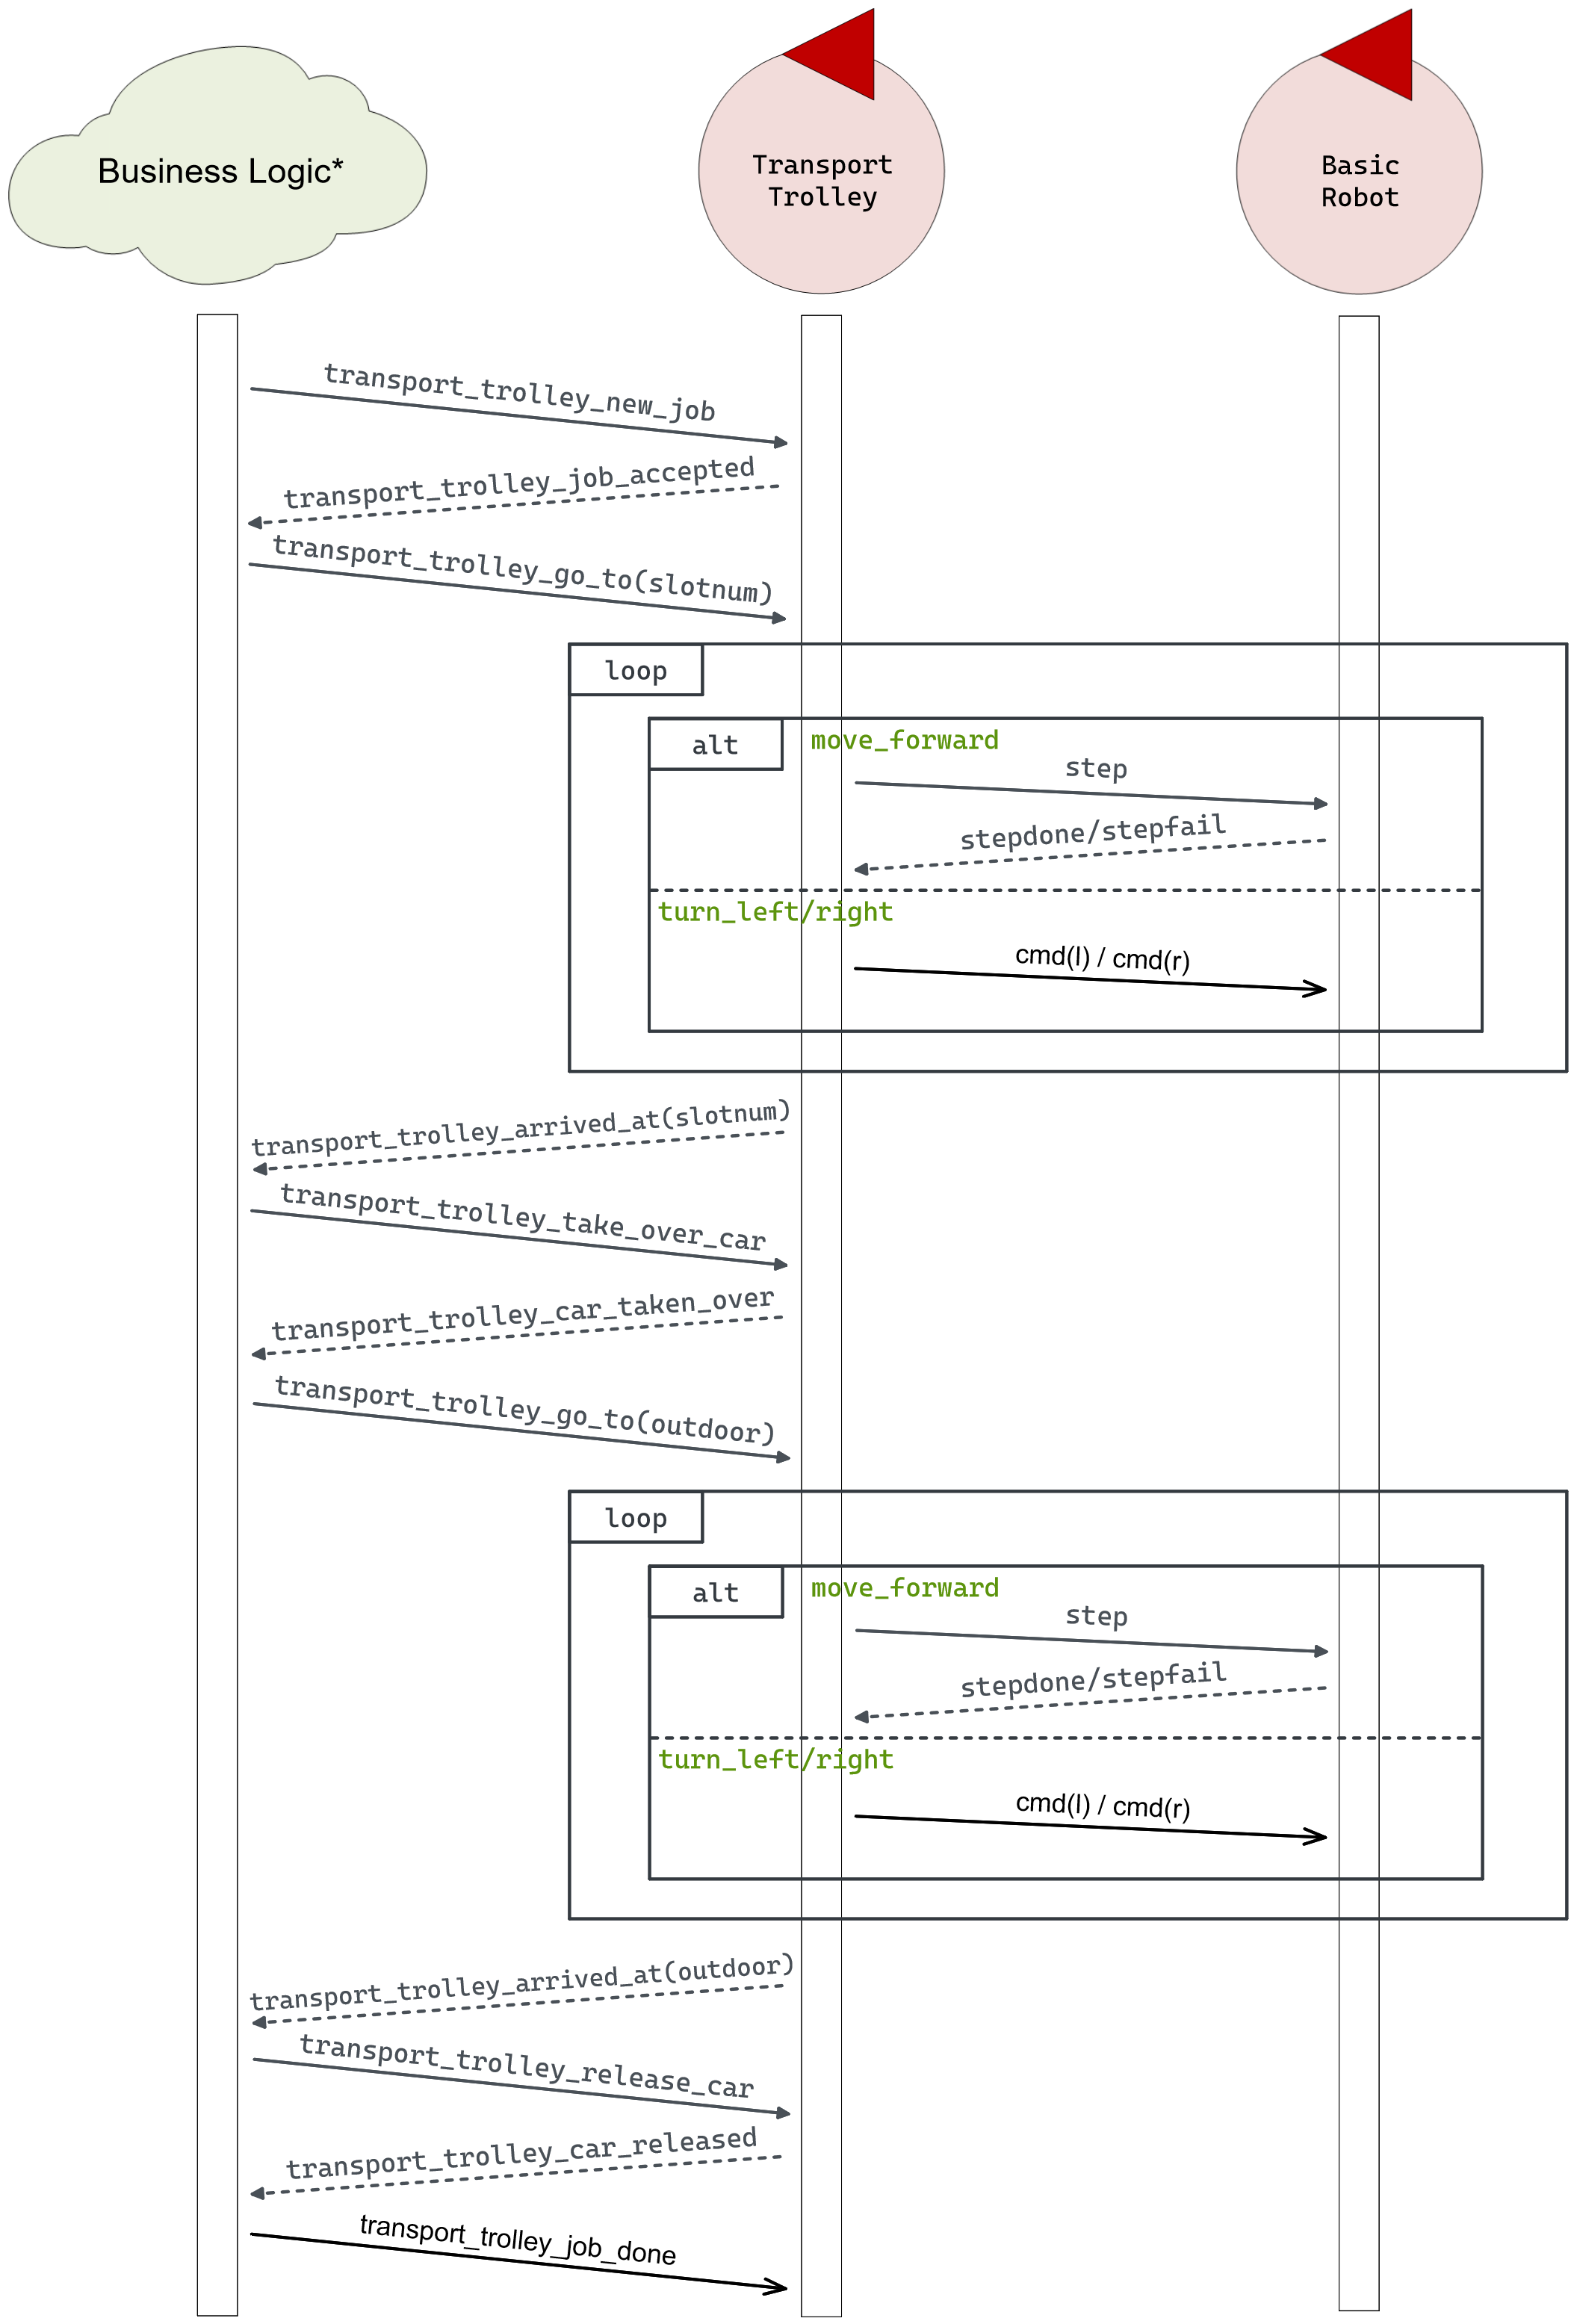 Business Logic*
Transport
Trolley
Basic
Robot
transport_trolley_new_job
transport_trolley_job_accepted
transport_trolley_go_to(slotnum)
loop
alt
move_forward
step
stepdone/stepfail
turn_left/right
cmd(l) / cmd(r)
transport_trolley_arrived_at(slotnum)
transport_trolley_take_over_car
transport_trolley_car_taken_over
transport_trolley_go_to(outdoor)
loop
alt
move_forward
step
stepdone/stepfail
turn_left/right
cmd(l) / cmd(r)
transport_trolley_arrived_at(outdoor)
transport_trolley_release_car
transport_trolley_car_released
transport_trolley_job_done